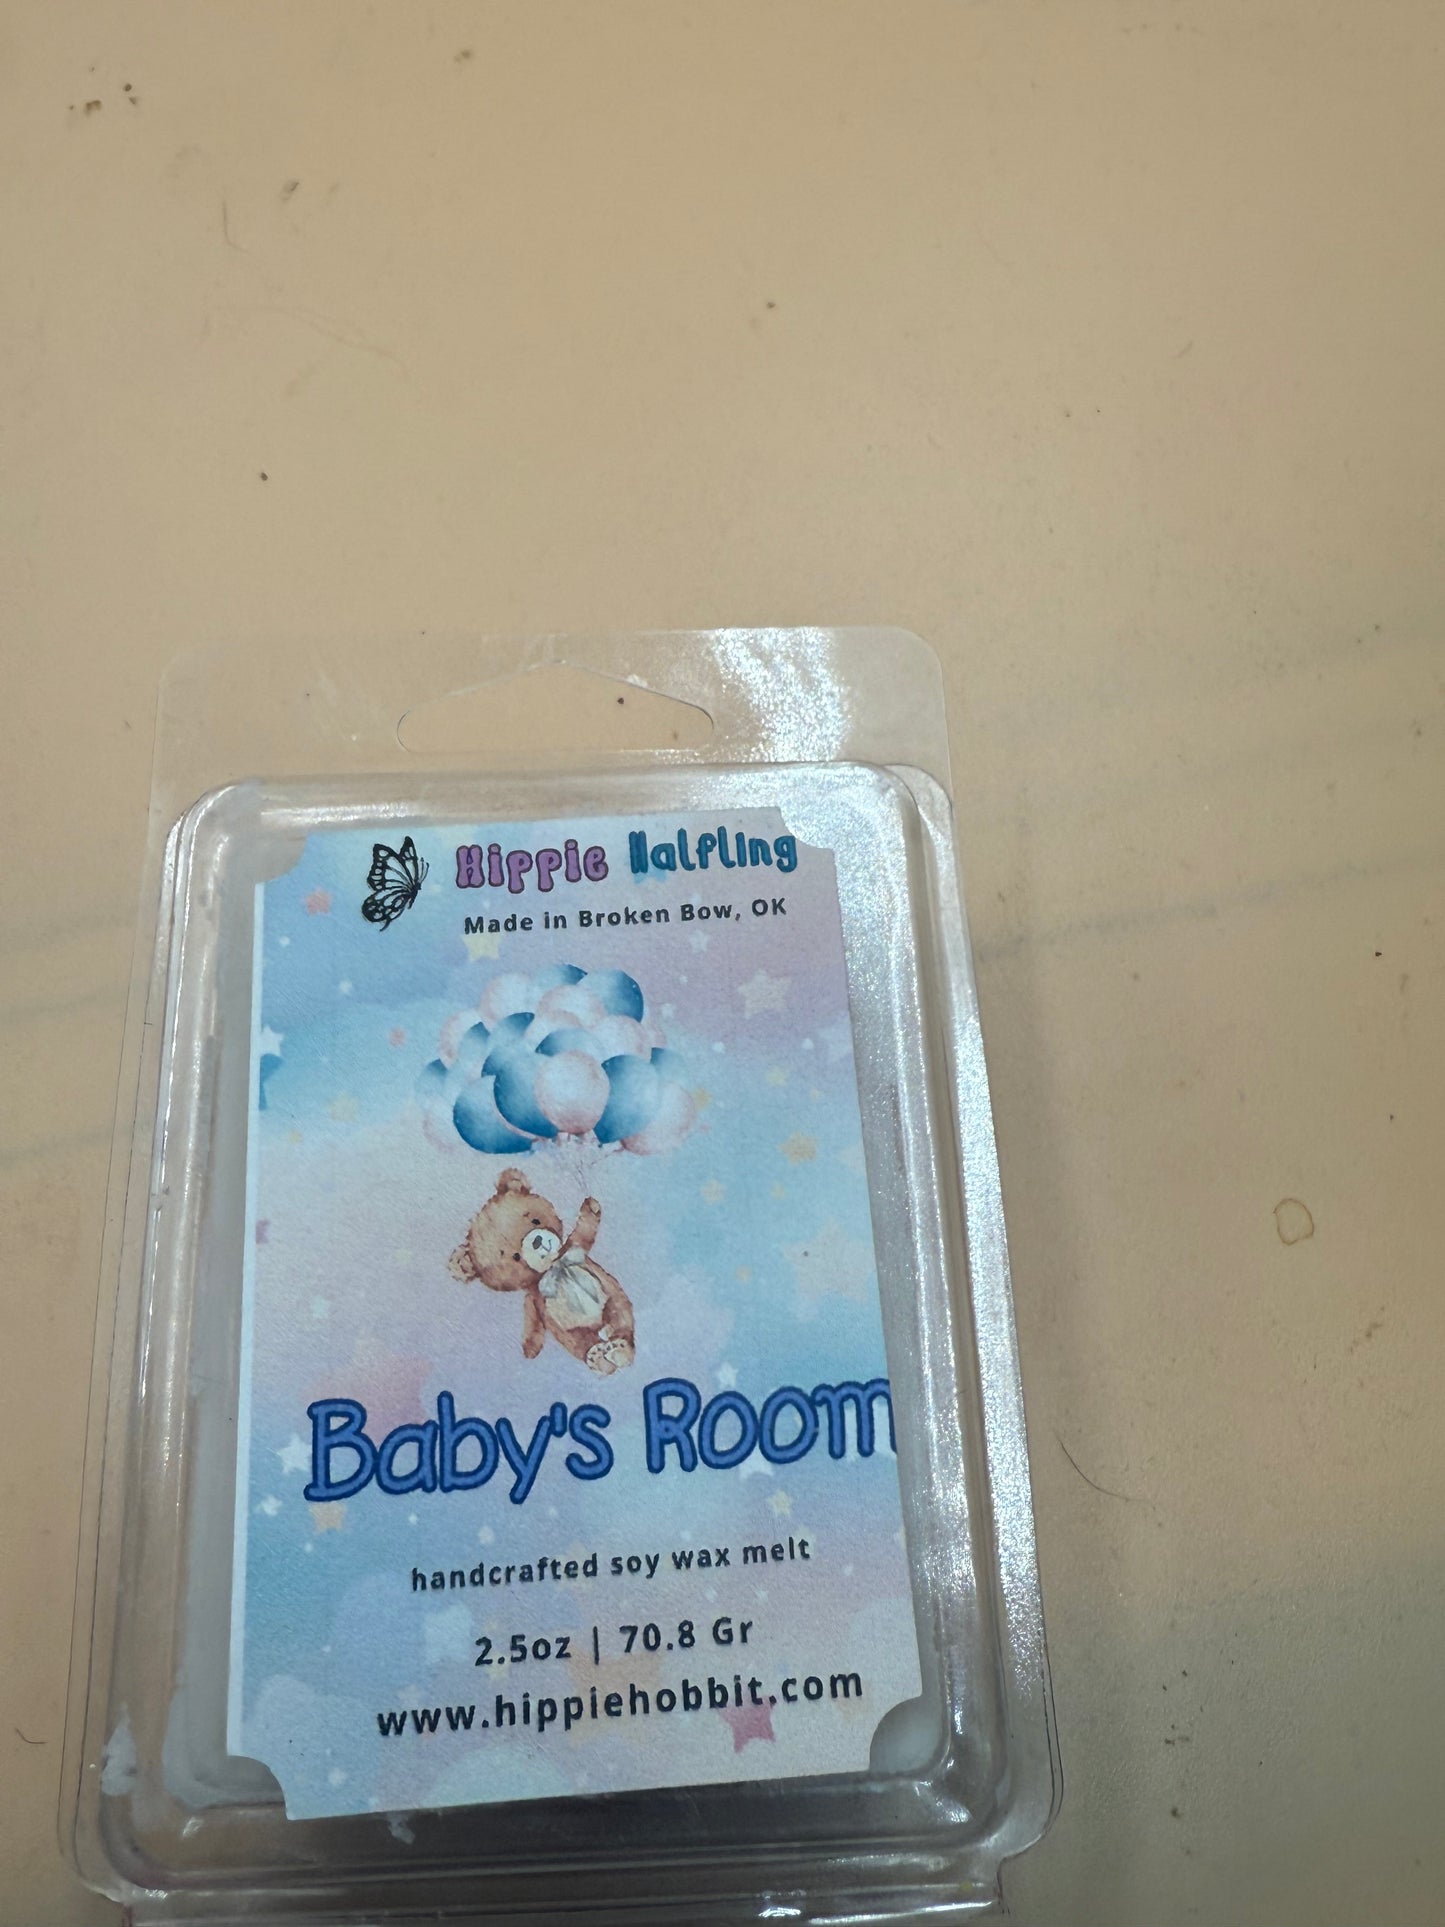 Hippie Halfling
Made in Broken Bow, OK
Baby's Room
handcrafted soy wax melt
2.5oz | 70.8 Gr
www.hippiehobbit.com